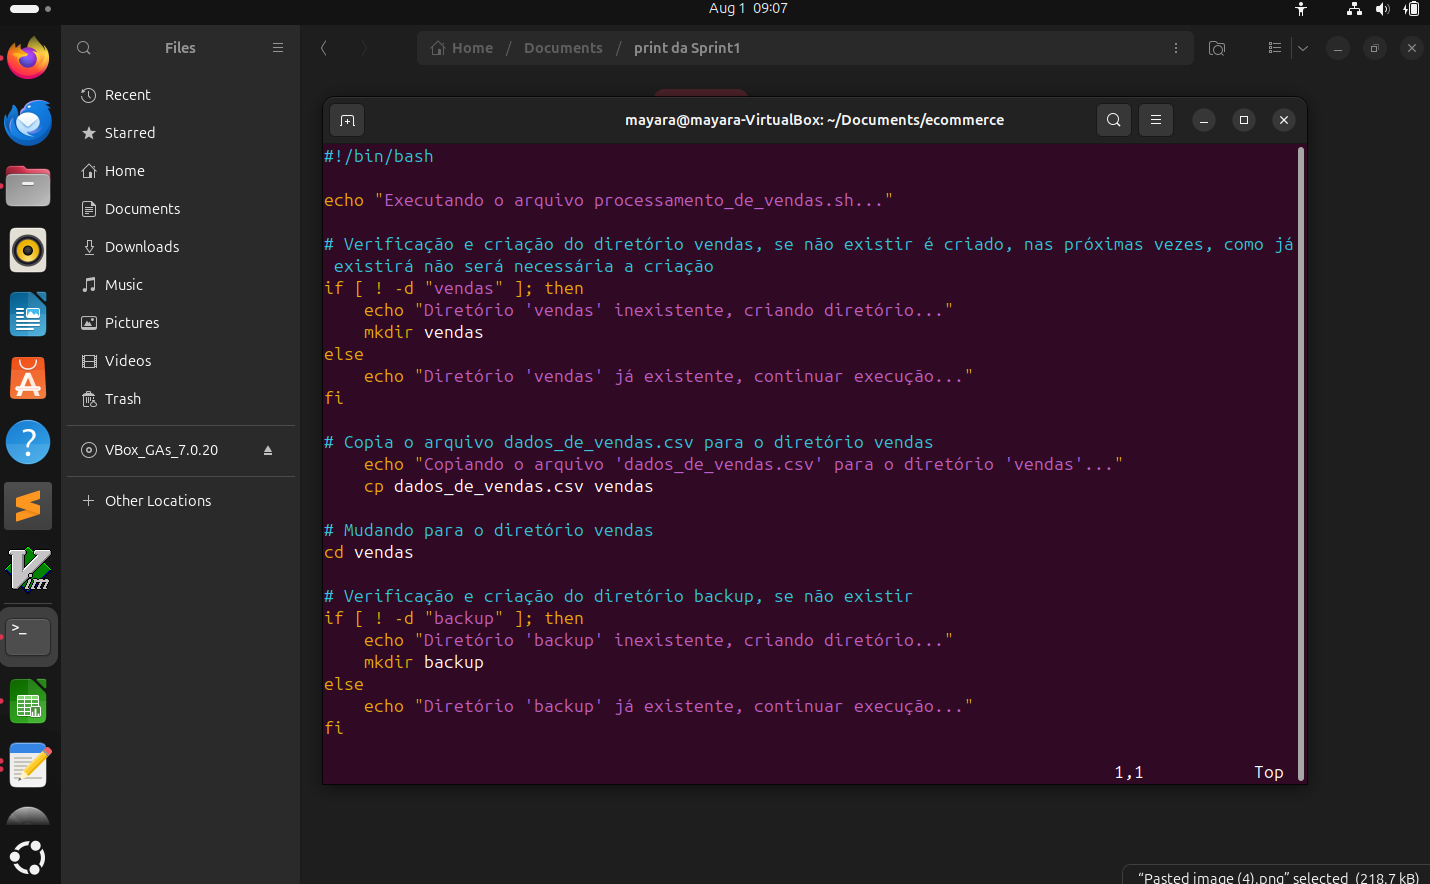 Aug 1 09:07
Files
Home / Documents / print da Sprint1
Recent
Starred
Home
Documents
Downloads
Music
Pictures
Videos
Trash
VBox_GAs_7.0.20
Other Locations
mayara@mayara-VirtualBox: ~/Documents/ecommerce
#!/bin/bash
echo "Executando o arquivo processamento_de_vendas.sh..."
# Verificação e criação do diretório vendas, se não existir é criado, nas próximas vezes, como já
existirá não será necessária a criação
if [ ! -d "vendas" ]; then
echo "Diretório 'vendas' inexistente, criando diretório..."
mkdir vendas
else
echo "Diretório 'vendas' já existente, continuar execução..."
fi
# Copia o arquivo dados_de_vendas.csv para o diretório vendas
echo "Copiando o arquivo 'dados_de_vendas.csv' para o diretório 'vendas'..."
cp dados_de_vendas.csv vendas
# Mudando para o diretório vendas
cd vendas
# Verificação e criação do diretório backup, se não existir
if [ ! -d "backup" ]; then
echo "Diretório 'backup' inexistente, criando diretório..."
mkdir backup
else
echo "Diretório 'backup' já existente, continuar execução..."
fi
1,1 Top
"Pasted image (4).png" selected (218.7 kB)
Vim
>_